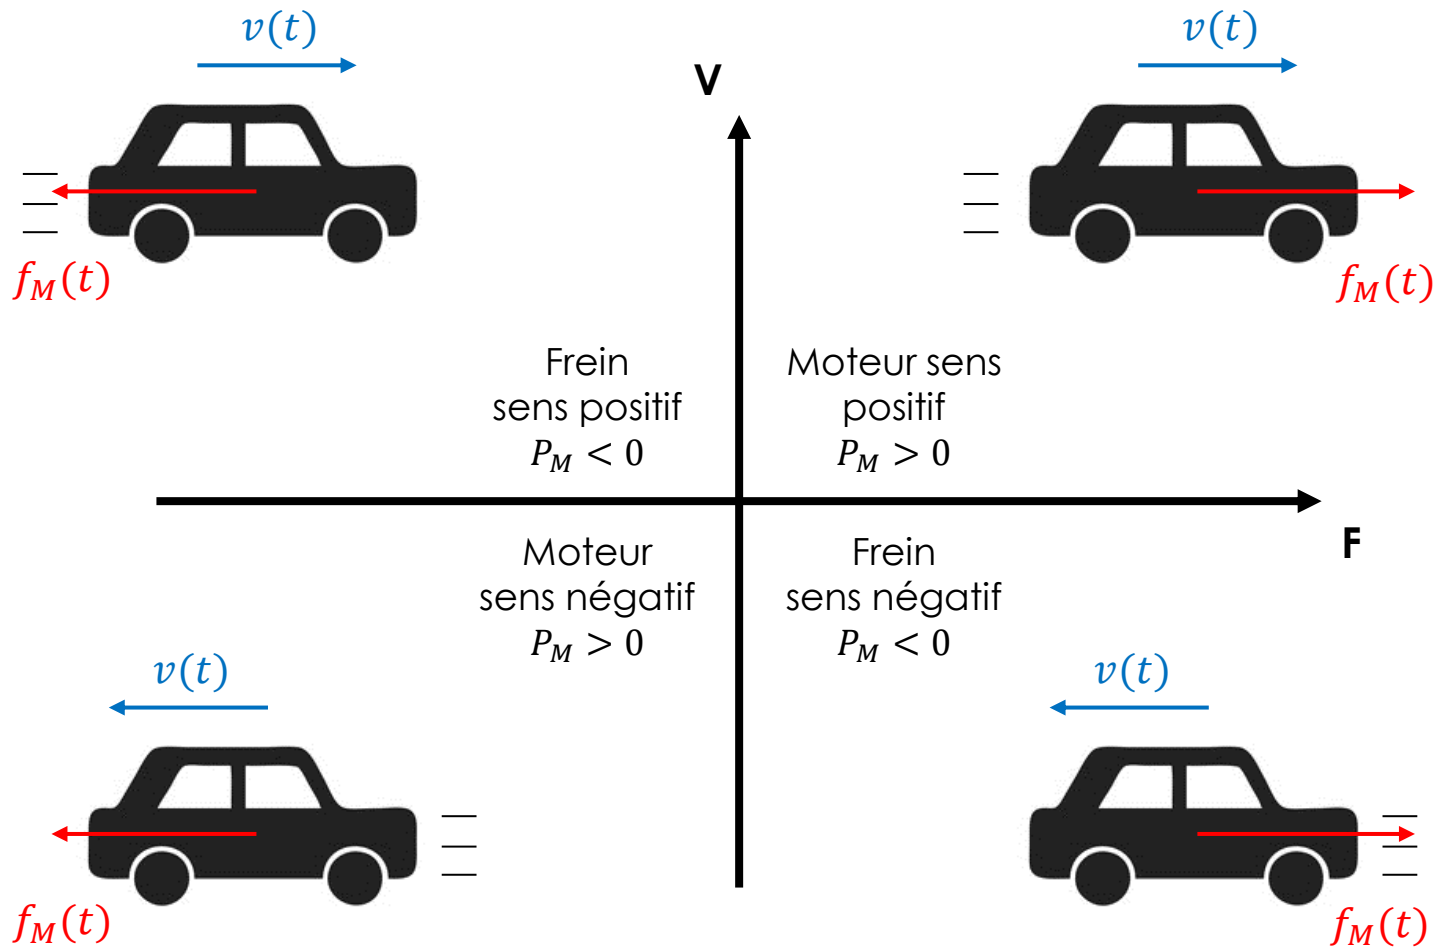 v(t)
v(t)
V
f_M(t)
f_M(t)
Frein
sens positif
P_M < 0
Moteur sens
positif
P_M > 0
F
Moteur
sens négatif
P_M > 0
Frein
sens négatif
P_M < 0
v(t)
v(t)
f_M(t)
f_M(t)